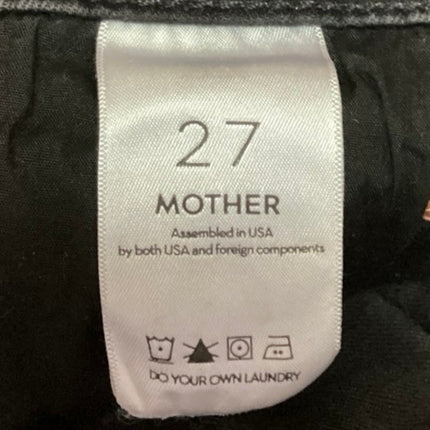 27
MOTHER
Assembled in USA
by both USA and foreign components
DO YOUR OWN LAUNDRY